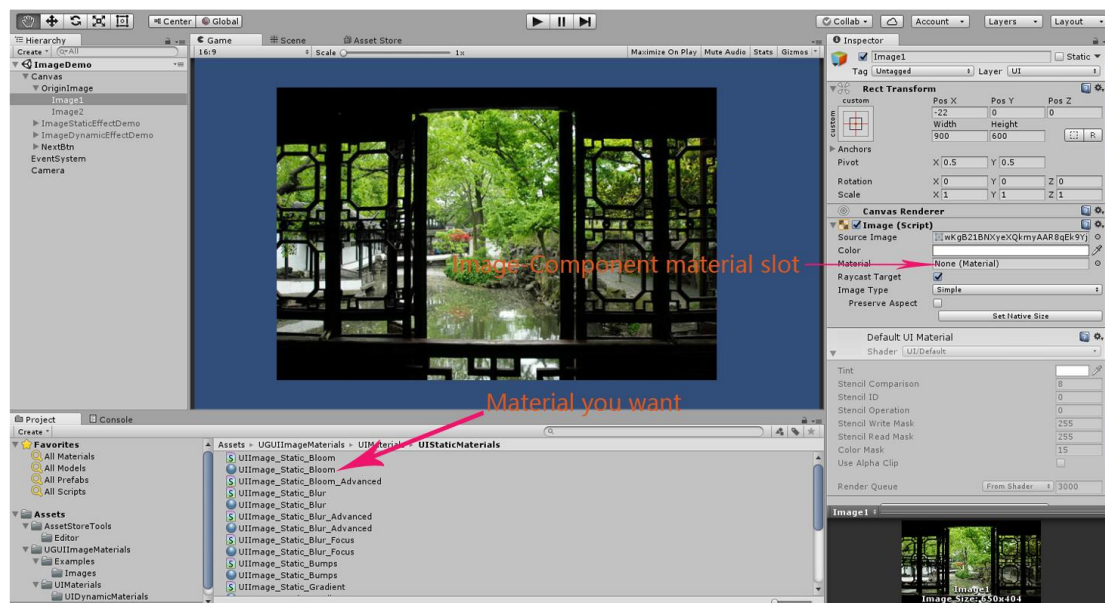 Center Global Collab Account Layers Layout
Hierarchy
Create All
ImageDemo
Canvas
OriginImage
Image1
Image2
ImageStaticEffectDemo
ImageDynamicEffectDemo
NextBtn
EventSystem
Camera
Game Scene Asset Store
16:9 Scale 1x Maximize On Play Mute Audio Stats Gizmos
Image-Component material slot
Material you want
Inspector
Image1 Static
Tag Untagged Layer UI
Rect Transform
custom Pos X Pos Y Pos Z
custom -22 0 0
Width Height
900 600 R
Anchors
Pivot X 0.5 Y 0.5
Rotation X 0 Y 0 Z 0
Scale X 1 Y 1 Z 1
Canvas Renderer
Image (Script)
Source Image
Color
Material None (Material)
Raycast Target
Image Type Simple
Preserve Aspect
Set Native Size
Default UI Material
Shader UI/Default
Tint
Stencil Comparison 8
Stencil ID 0
Stencil Operation 0
Stencil Write Mask 255
Stencil Read Mask 255
Color Mask 15
Use Alpha Clip
Render Queue From Shader 3000
Image1
Image1
Image Size: 650x404
Project Console
Create
Favorites
All Materials
All Models
All Prefabs
All Scripts
Assets
AssetStoreTools
Editor
UGUIImageMaterials
Examples
Images
UIMaterials
UIDynamicMaterials
Assets UGUIImageMaterials UIMaterials UIStaticMaterials
UIImage_Static_Bloom
UIImage_Static_Bloom
UIImage_Static_Bloom_Advanced
UIImage_Static_Blur
UIImage_Static_Blur
UIImage_Static_Blur_Advanced
UIImage_Static_Blur_Advanced
UIImage_Static_Blur_Focus
UIImage_Static_Blur_Focus
UIImage_Static_Bumps
UIImage_Static_Bumps
UIImage_Static_Gradient